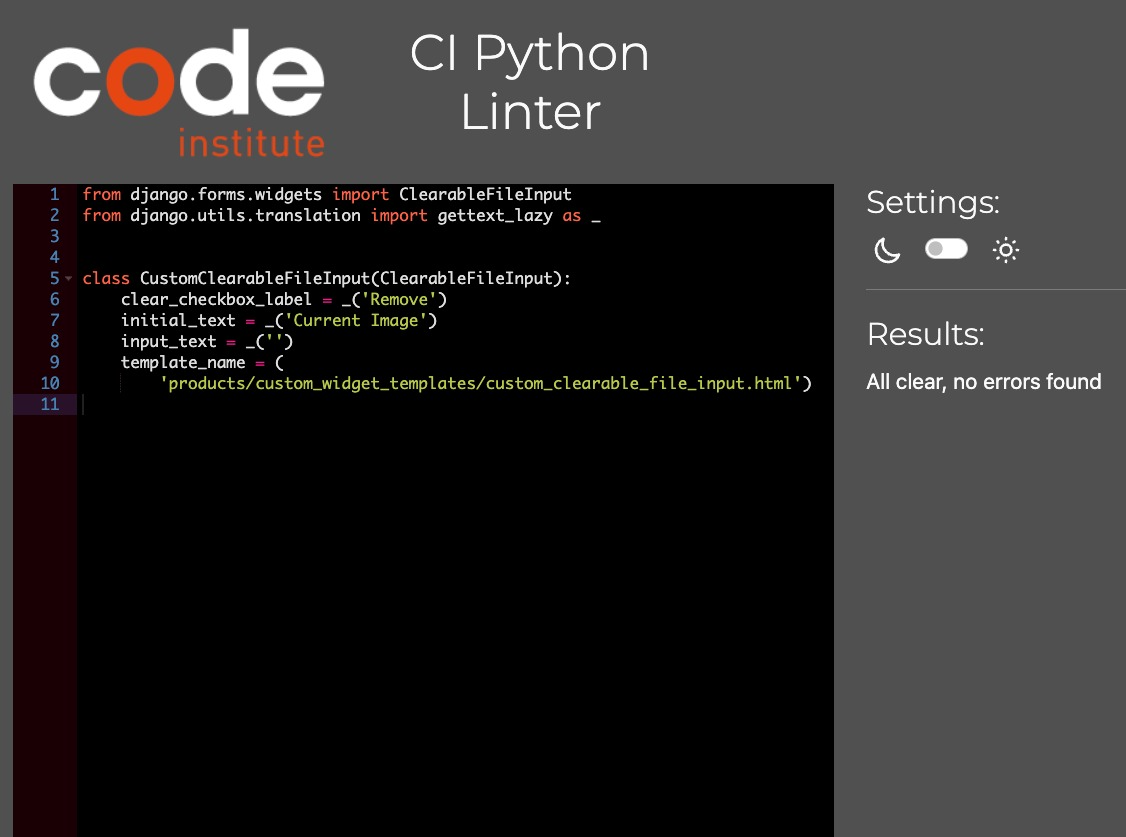 code
institute
CI Python
Linter
1 from django.forms.widgets import ClearableFileInput
2 from django.utils.translation import gettext_lazy as _
3
4
5 class CustomClearableFileInput(ClearableFileInput):
6     clear_checkbox_label = _('Remove')
7     initial_text = _('Current Image')
8     input_text = _('')
9     template_name = (
10         'products/custom_widget_templates/custom_clearable_file_input.html')
11
Settings:
Results:
All clear, no errors found